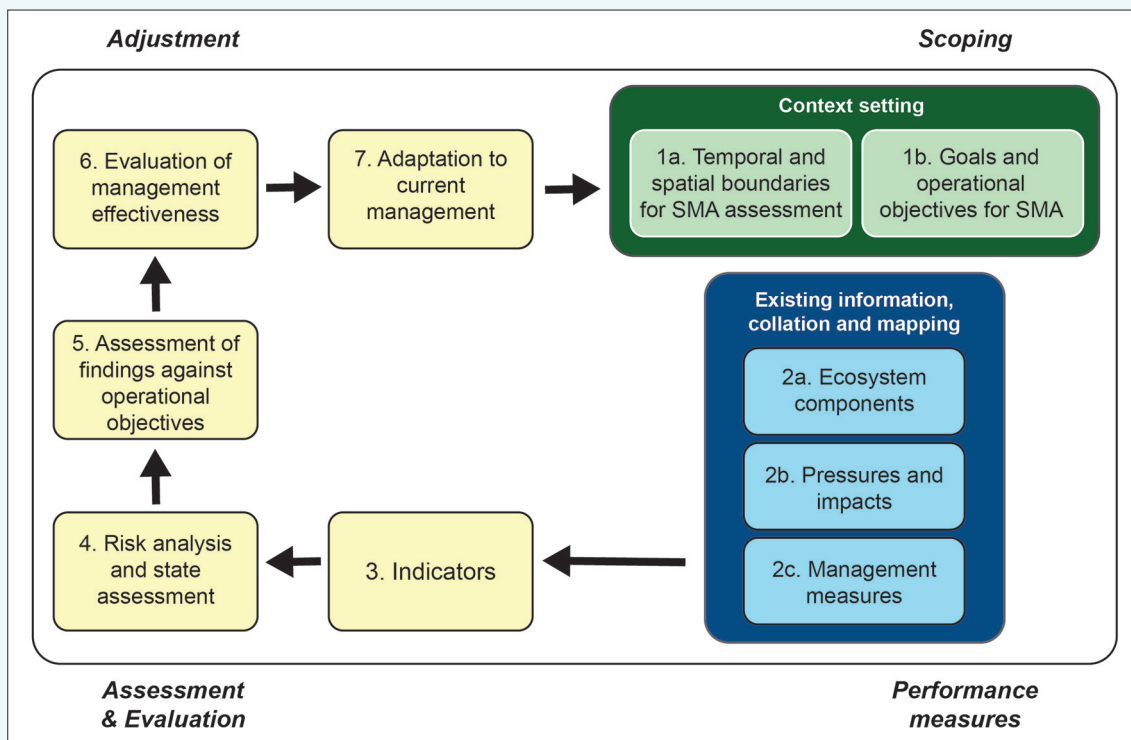 Adjustment
Scoping
Context setting
1a. Temporal and
spatial boundaries
for SMA assessment
1b. Goals and
operational
objectives for SMA
6. Evaluation of
management
effectiveness
7. Adaptation to
current
management
Existing information,
collation and mapping
2a. Ecosystem
components
2b. Pressures and
impacts
2c. Management
measures
5. Assessment of
findings against
operational
objectives
4. Risk analysis
and state
assessment
3. Indicators
Assessment
& Evaluation
Performance
measures